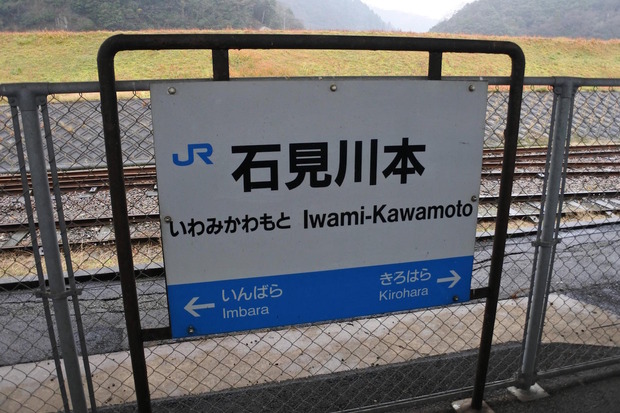 JR 石見川本
いわみかわもと Iwami-Kawamoto
← いんばら
Imbara
きろはら →
Kirohara